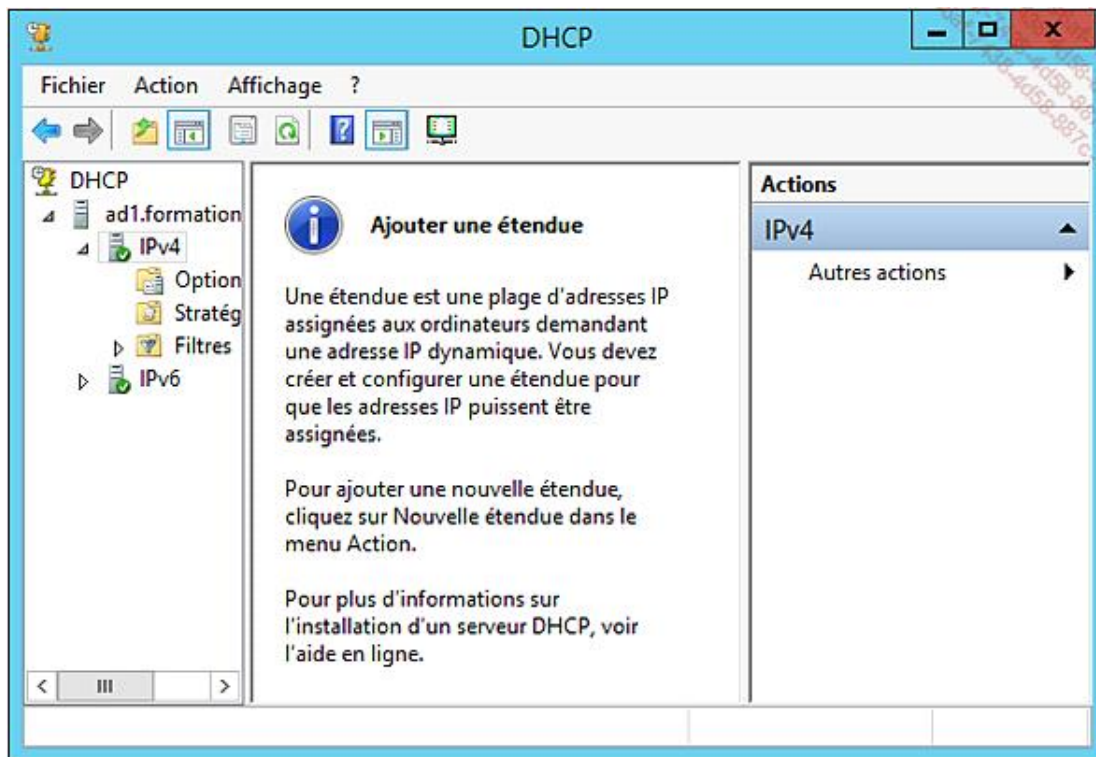 DHCP
Fichier Action Affichage ?
DHCP
ad1.formation
IPv4
Option
Stratég
Filtres
IPv6
Ajouter une étendue
Une étendue est une plage d'adresses IP
assignées aux ordinateurs demandant
une adresse IP dynamique. Vous devez
créer et configurer une étendue pour
que les adresses IP puissent être
assignées.
Pour ajouter une nouvelle étendue,
cliquez sur Nouvelle étendue dans le
menu Action.
Pour plus d'informations sur
l'installation d'un serveur DHCP, voir
l'aide en ligne.
Actions
IPv4
Autres actions